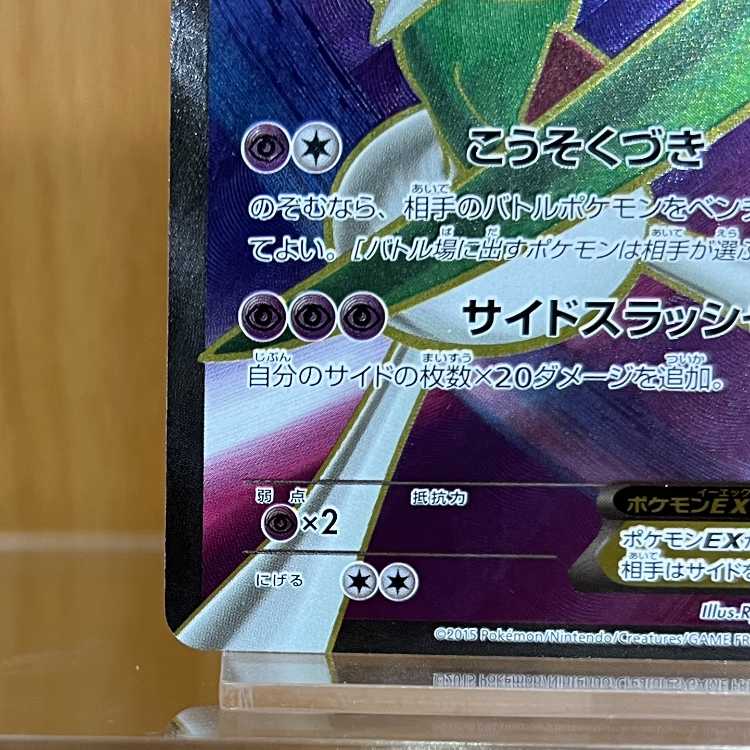 こうそくづき
のぞむなら、相手のバトルポケモンをベンチ
てよい。[バトル場に出すポケモンは相手が選ぶ
サイドスラッシ
自分のサイドの枚数×20ダメージを追加。
弱点 抵抗力
×2
ポケモンEX
ポケモンEXが
にげる
相手はサイドを
Illus.R
©2015 Pokémon/Nintendo/Creatures/GAME FR